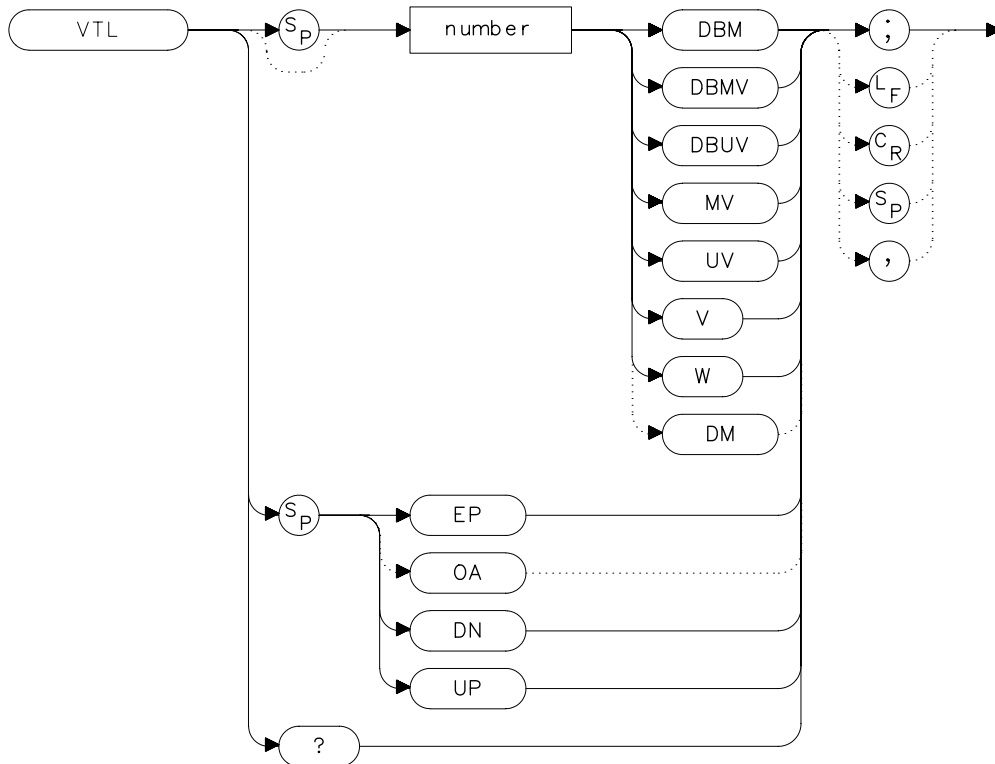 VTL SP number DBM ;
DBMV LF
DBUV CR
MV SP
UV ,
V
W
DM
SP EP
OA
DN
UP
?